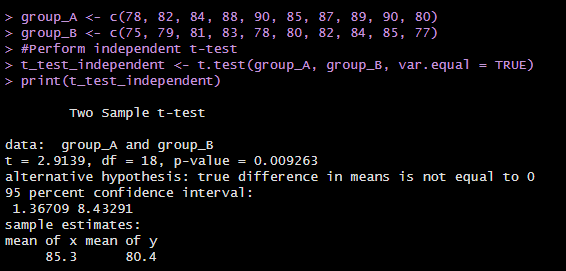 > group_A <- c(78, 82, 84, 88, 90, 85, 87, 89, 90, 80)
> group_B <- c(75, 79, 81, 83, 78, 80, 82, 84, 85, 77)
> #Perform independent t-test
> t_test_independent <- t.test(group_A, group_B, var.equal = TRUE)
> print(t_test_independent)
Two Sample t-test
data:  group_A and group_B
t = 2.9139, df = 18, p-value = 0.009263
alternative hypothesis: true difference in means is not equal to 0
95 percent confidence interval:
1.36709 8.43291
sample estimates:
mean of x mean of y
85.3      80.4